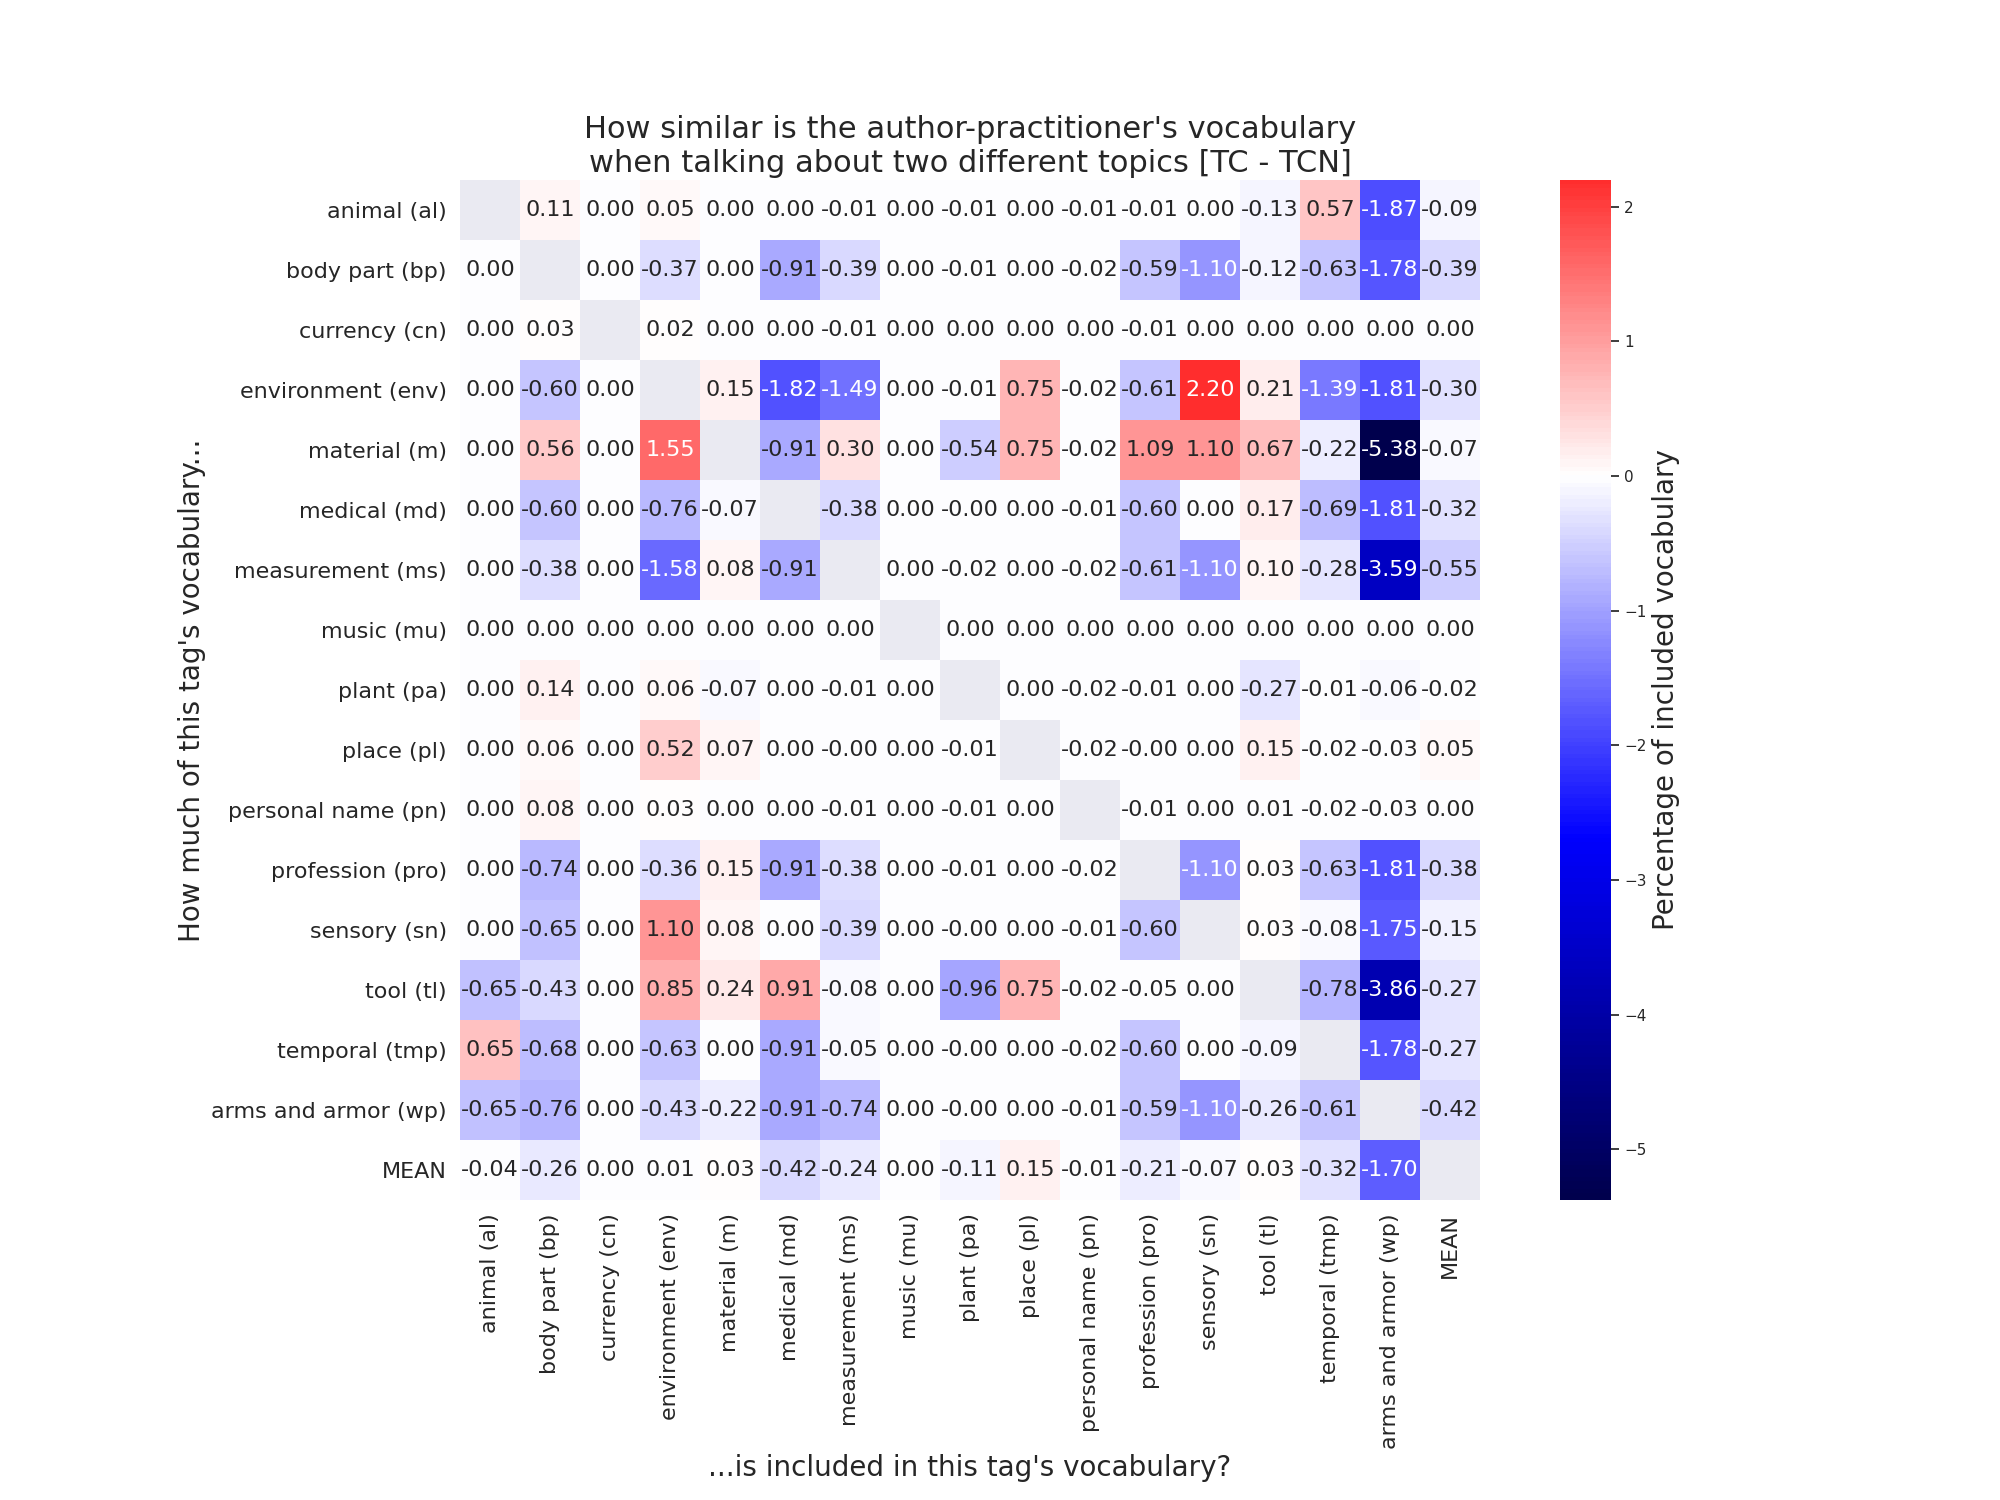 How similar is the author-practitioner's vocabulary
when talking about two different topics [TC - TCN]
How much of this tag's vocabulary...
animal (al) 0.11 0.00 0.05 0.00 0.00 -0.01 0.00 -0.01 0.00 -0.01 -0.01 0.00 -0.13 0.57 -1.87 -0.09
body part (bp) 0.00 0.00 -0.37 0.00 -0.91 -0.39 0.00 -0.01 0.00 -0.02 -0.59 -1.10 -0.12 -0.63 -1.78 -0.39
currency (cn) 0.00 0.03 0.02 0.00 0.00 -0.01 0.00 0.00 0.00 0.00 -0.01 0.00 0.00 0.00 0.00 0.00
environment (env) 0.00 -0.60 0.00 0.15 -1.82 -1.49 0.00 -0.01 0.75 -0.02 -0.61 2.20 0.21 -1.39 -1.81 -0.30
material (m) 0.00 0.56 0.00 1.55 -0.91 0.30 0.00 -0.54 0.75 -0.02 1.09 1.10 0.67 -0.22 -5.38 -0.07
medical (md) 0.00 -0.60 0.00 -0.76 -0.07 -0.38 0.00 -0.00 0.00 -0.01 -0.60 0.00 0.17 -0.69 -1.81 -0.32
measurement (ms) 0.00 -0.38 0.00 -1.58 0.08 -0.91 0.00 -0.02 0.00 -0.02 -0.61 -1.10 0.10 -0.28 -3.59 -0.55
music (mu) 0.00 0.00 0.00 0.00 0.00 0.00 0.00 0.00 0.00 0.00 0.00 0.00 0.00 0.00 0.00 0.00
plant (pa) 0.00 0.14 0.00 0.06 -0.07 0.00 -0.01 0.00 0.00 -0.02 -0.01 0.00 -0.27 -0.01 -0.06 -0.02
place (pl) 0.00 0.06 0.00 0.52 0.07 0.00 -0.00 0.00 -0.01 -0.02 -0.00 0.00 0.15 -0.02 -0.03 0.05
personal name (pn) 0.00 0.08 0.00 0.03 0.00 0.00 -0.01 0.00 -0.01 0.00 -0.01 0.00 0.01 -0.02 -0.03 0.00
profession (pro) 0.00 -0.74 0.00 -0.36 0.15 -0.91 -0.38 0.00 -0.01 0.00 -0.02 -1.10 0.03 -0.63 -1.81 -0.38
sensory (sn) 0.00 -0.65 0.00 1.10 0.08 0.00 -0.39 0.00 -0.00 0.00 -0.01 -0.60 0.03 -0.08 -1.75 -0.15
tool (tl) -0.65 -0.43 0.00 0.85 0.24 0.91 -0.08 0.00 -0.96 0.75 -0.02 -0.05 0.00 -0.78 -3.86 -0.27
temporal (tmp) 0.65 -0.68 0.00 -0.63 0.00 -0.91 -0.05 0.00 -0.00 0.00 -0.02 -0.60 0.00 -0.09 -1.78 -0.27
arms and armor (wp) -0.65 -0.76 0.00 -0.43 -0.22 -0.91 -0.74 0.00 -0.00 0.00 -0.01 -0.59 -1.10 -0.26 -0.61 -0.42
MEAN -0.04 -0.26 0.00 0.01 0.03 -0.42 -0.24 0.00 -0.11 0.15 -0.01 -0.21 -0.07 0.03 -0.32 -1.70
animal (al)
body part (bp)
currency (cn)
environment (env)
material (m)
medical (md)
measurement (ms)
music (mu)
plant (pa)
place (pl)
personal name (pn)
profession (pro)
sensory (sn)
tool (tl)
temporal (tmp)
arms and armor (wp)
MEAN
...is included in this tag's vocabulary?
2
1
0
−1
−2
−3
−4
−5
Percentage of included vocabulary